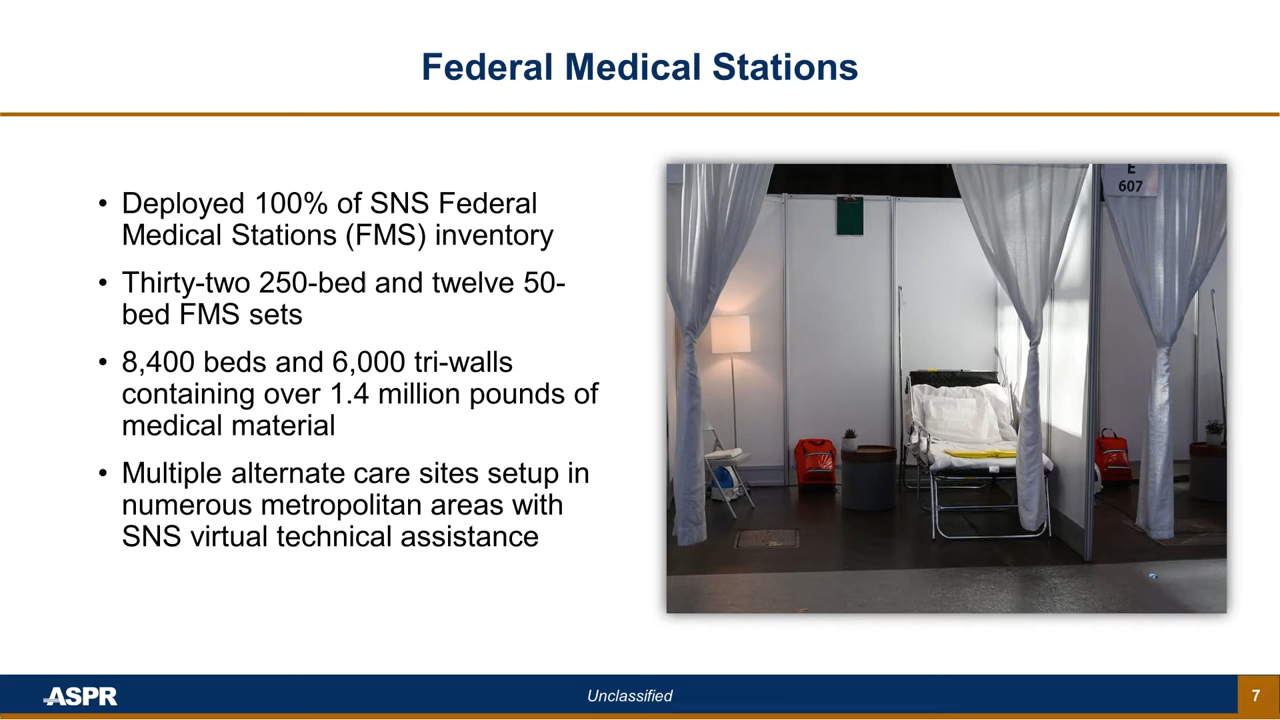 Federal Medical Stations
• Deployed 100% of SNS Federal
Medical Stations (FMS) inventory
• Thirty-two 250-bed and twelve 50-
bed FMS sets
• 8,400 beds and 6,000 tri-walls
containing over 1.4 million pounds of
medical material
• Multiple alternate care sites setup in
numerous metropolitan areas with
SNS virtual technical assistance
E
607
ASPR
Unclassified
7